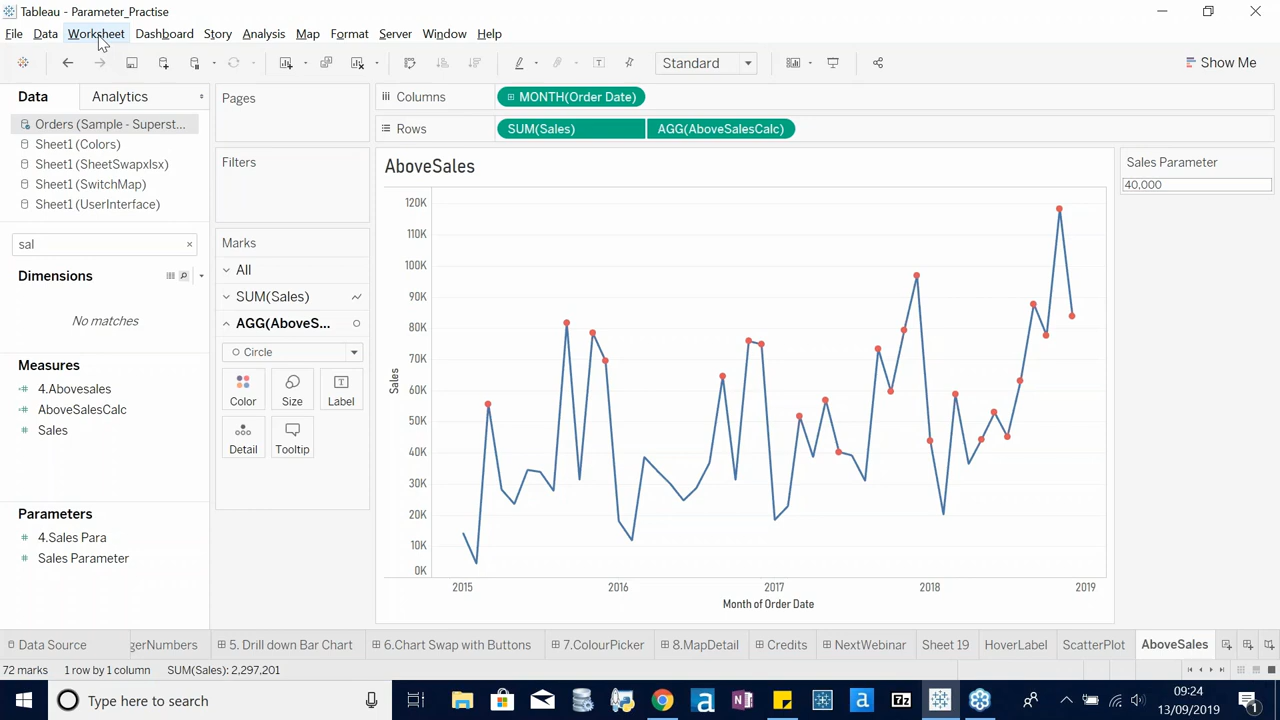 Tableau - Parameter_Practise
File Data Worksheet Dashboard Story Analysis Map Format Server Window Help
Standard
Show Me
Data Analytics
Pages
Columns
MONTH(Order Date)
Orders (Sample - Superst...
Rows
SUM(Sales) AGG(AboveSalesCalc)
Sheet1 (Colors)
Sheet1 (SheetSwapxlsx)
Sheet1 (SwitchMap)
Sheet1 (UserInterface)
Filters
AboveSales
Sales Parameter
40,000
sal
Dimensions
No matches
Measures
4.Abovesales
AboveSalesCalc
Sales
Parameters
4.Sales Para
Sales Parameter
Marks
All
SUM(Sales)
AGG(AboveS...
Circle
Color Size Label
Detail Tooltip
Sales
120K
110K
100K
90K
80K
70K
60K
50K
40K
30K
20K
10K
0K
2015 2016 2017 2018 2019
Month of Order Date
Data Source gerNumbers 5. Drill down Bar Chart 6.Chart Swap with Buttons 7.ColourPicker 8.MapDetail Credits NextWebinar Sheet 19 HoverLabel ScatterPlot AboveSales
72 marks 1 row by 1 column SUM(Sales): 2,297,201
Type here to search
09:24
13/09/2019